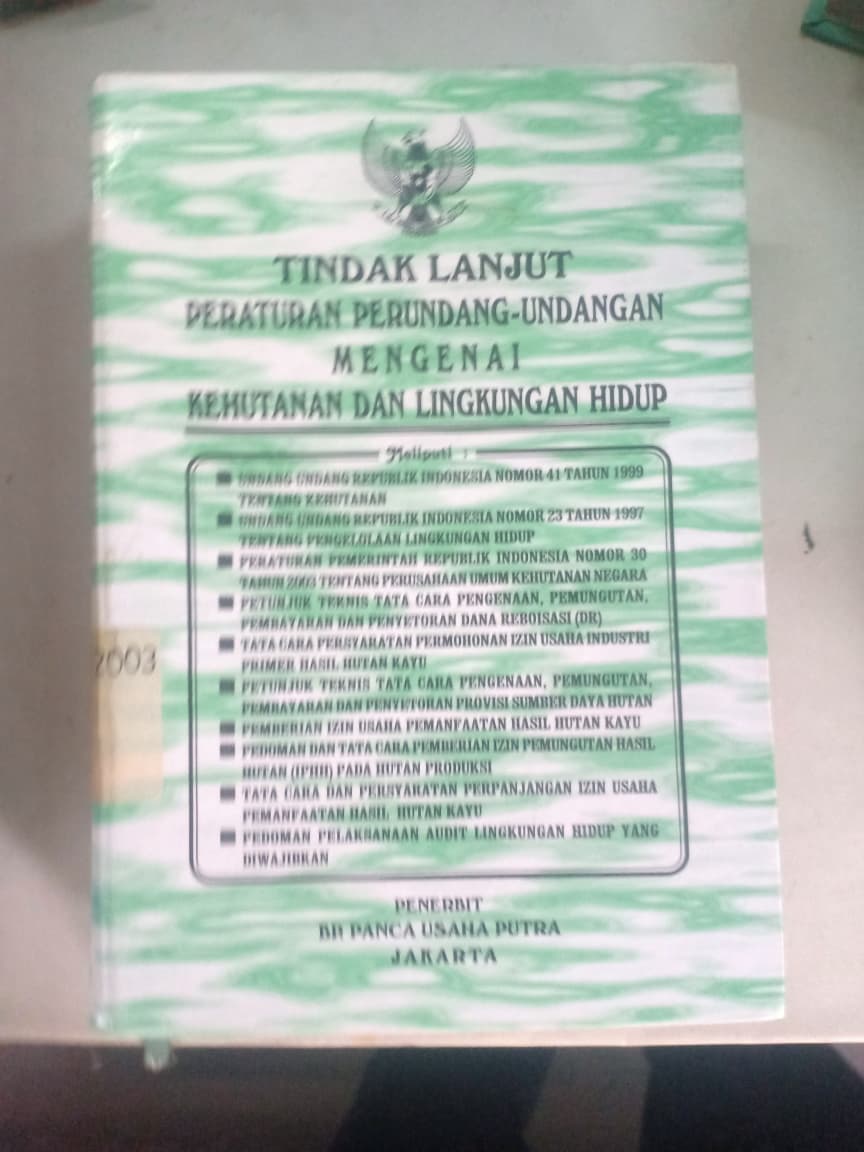 TINDAK LANJUT
PERATURAN PERUNDANG-UNDANGAN
MENGENAI
KEHUTANAN DAN LINGKUNGAN HIDUP
Meliputi :
UNDANG UNDANG REPUBLIK INDONESIA NOMOR 41 TAHUN 1999
TENTANG KEHUTANAN
UNDANG UNDANG REPUBLIK INDONESIA NOMOR 23 TAHUN 1997
TENTANG PENGELOLAAN LINGKUNGAN HIDUP
PERATURAN PEMERINTAH REPUBLIK INDONESIA NOMOR 30
TAHUN 2003 TENTANG PERUSAHAAN UMUM KEHUTANAN NEGARA
PETUNJUK TEKNIS TATA CARA PENGENAAN, PEMUNGUTAN,
PEMBAYARAN DAN PENYETORAN DANA REBOISASI (DR)
TATA CARA PERSYARATAN PERMOHONAN IZIN USAHA INDUSTRI
PRIMER HASIL HUTAN KAYU
2003
PETUNJUK TEKNIS TATA CARA PENGENAAN, PEMUNGUTAN,
PEMBAYARAN DAN PENYETORAN PROVISI SUMBER DAYA HUTAN
PEMBERIAN IZIN USAHA PEMANFAATAN HASIL HUTAN KAYU
PEDOMAN DAN TATA CARA PEMBERIAN IZIN PEMUNGUTAN HASIL
HUTAN (IPHH) PADA HUTAN PRODUKSI
TATA CARA DAN PERSYARATAN PERPANJANGAN IZIN USAHA
PEMANFAATAN HASIL HUTAN KAYU
PEDOMAN PELAKSANAAN AUDIT LINGKUNGAN HIDUP YANG
DIWAJIBKAN
PENERBIT
BP PANCA USAHA PUTRA
JAKARTA